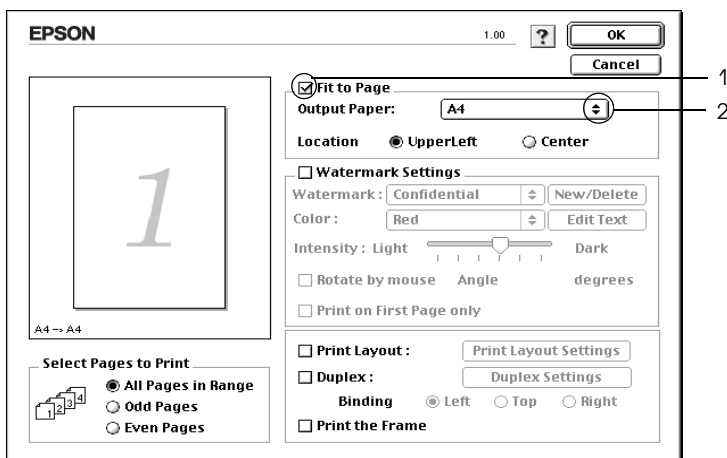 EPSON
1.00
?
OK
Cancel
1
Fit to Page
1
Output Paper: A4
2
Location UpperLeft Center
Watermark Settings
Watermark: Confidential New/Delete
Color: Red Edit Text
Intensity: Light Dark
Rotate by mouse Angle degrees
Print on First Page only
A4 -> A4
Print Layout: Print Layout Settings
Duplex: Duplex Settings
Binding Left Top Right
Print the Frame
Select Pages to Print
1 2 3 4
All Pages in Range
Odd Pages
Even Pages